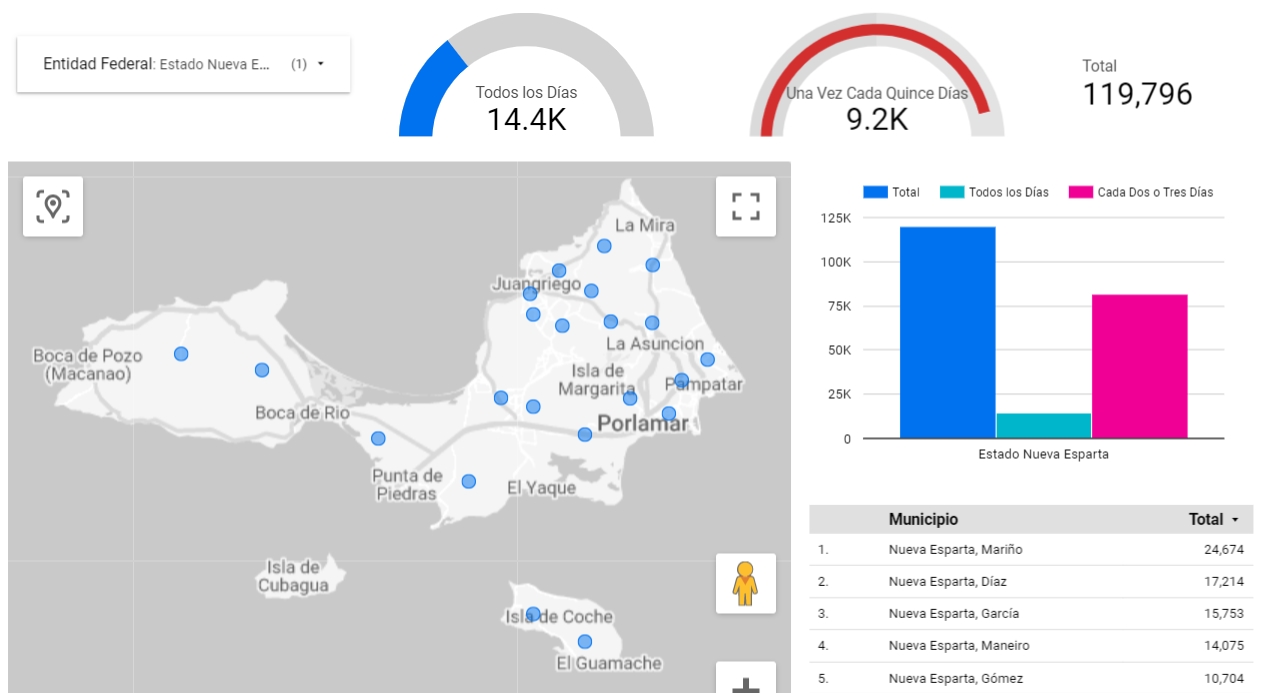 Entidad Federal: Estado Nueva E... (1)
Todos los Días
14.4K
Una Vez Cada Quince Días
9.2K
Total
119,796
La Mira
Juangriego
La Asuncion
Boca de Pozo
(Macanao)
Isla de
Margarita
Pampatar
Boca de Rio
Porlamar
Punta de
Piedras
El Yaque
Isla de
Cubagua
Isla de Coche
El Guamache
Total Todos los Días Cada Dos o Tres Días
125K
100K
75K
50K
25K
0
Estado Nueva Esparta
Municipio Total
1. Nueva Esparta, Mariño 24,674
2. Nueva Esparta, Díaz 17,214
3. Nueva Esparta, García 15,753
4. Nueva Esparta, Maneiro 14,075
5. Nueva Esparta, Gómez 10,704